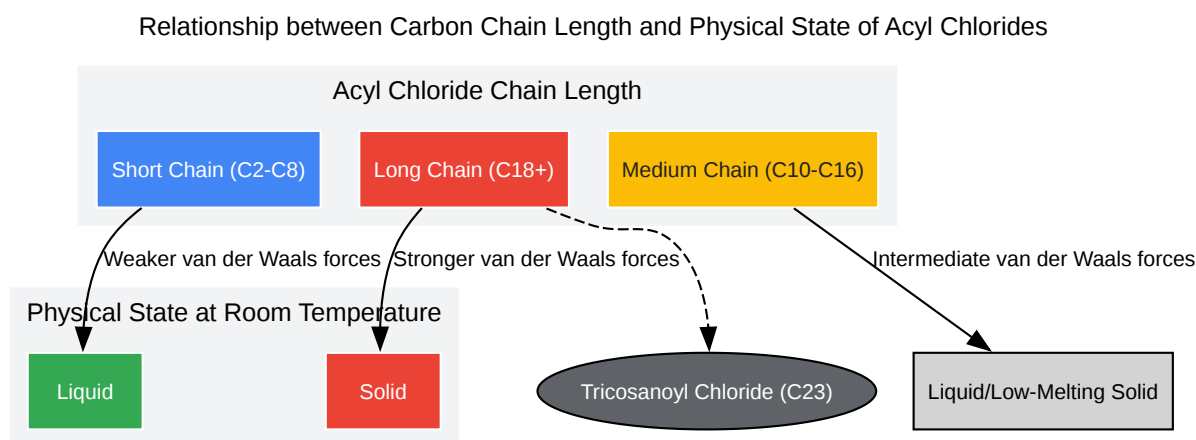 Relationship between Carbon Chain Length and Physical State of Acyl Chlorides
Acyl Chloride Chain Length
Short Chain (C2-C8)
Long Chain (C18+)
Medium Chain (C10-C16)
Weaker van der Waals forces
Stronger van der Waals forces
Intermediate van der Waals forces
Physical State at Room Temperature
Liquid
Solid
Tricosanoyl Chloride (C23)
Liquid/Low-Melting Solid